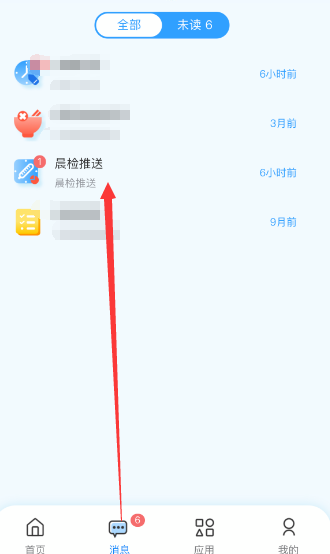 全部
未读 6
6小时前
3月前
1
晨检推送
晨检推送
6小时前
9月前
6
首页
消息
应用
我的